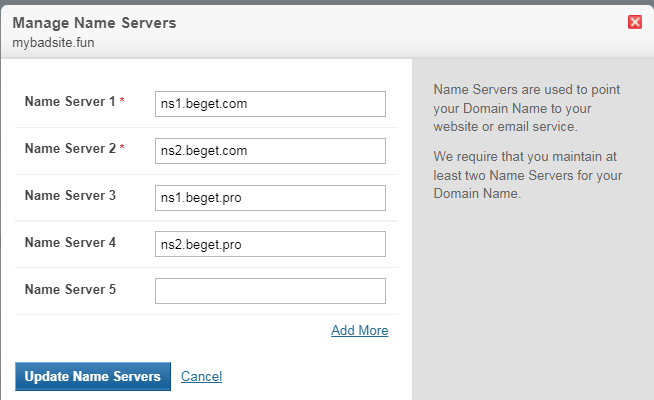 Manage Name Servers
mybadsite.fun
Name Server 1 *
ns1.beget.com
Name Server 2 *
ns2.beget.com
Name Server 3
ns1.beget.pro
Name Server 4
ns2.beget.pro
Name Server 5
Add More
Update Name Servers
Cancel
Name Servers are used to point
your Domain Name to your
website or email service.
We require that you maintain at
least two Name Servers for your
Domain Name.